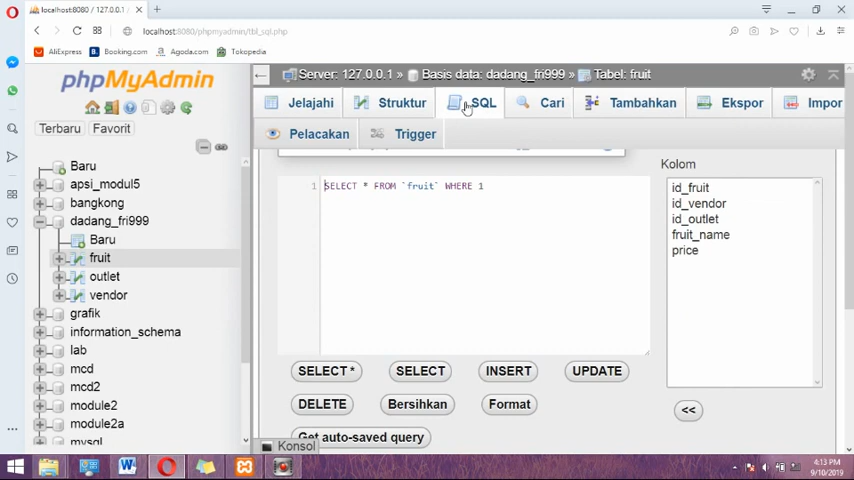 localhost:8080 / 127.0.0.1 ×
+
localhost:8080/phpmyadmin/tbl_sql.php
AliExpress
Booking.com
Agoda.com
Tokopedia
phpMyAdmin
Terbaru
Favorit
Baru
apsi_modul5
bangkong
dadang_fri999
Baru
fruit
outlet
vendor
grafik
information_schema
lab
mcd
mcd2
module2
module2a
mysql
Server: 127.0.0.1 » Basis data: dadang_fri999 » Tabel: fruit
Jelajahi
Struktur
SQL
Cari
Tambahkan
Ekspor
Impor
Pelacakan
Trigger
1 SELECT * FROM `fruit` WHERE 1
Kolom
id_fruit
id_vendor
id_outlet
fruit_name
price
SELECT *
SELECT
INSERT
UPDATE
DELETE
Bersihkan
Format
<<
Get auto-saved query
Konsol
4:13 PM
9/10/2019